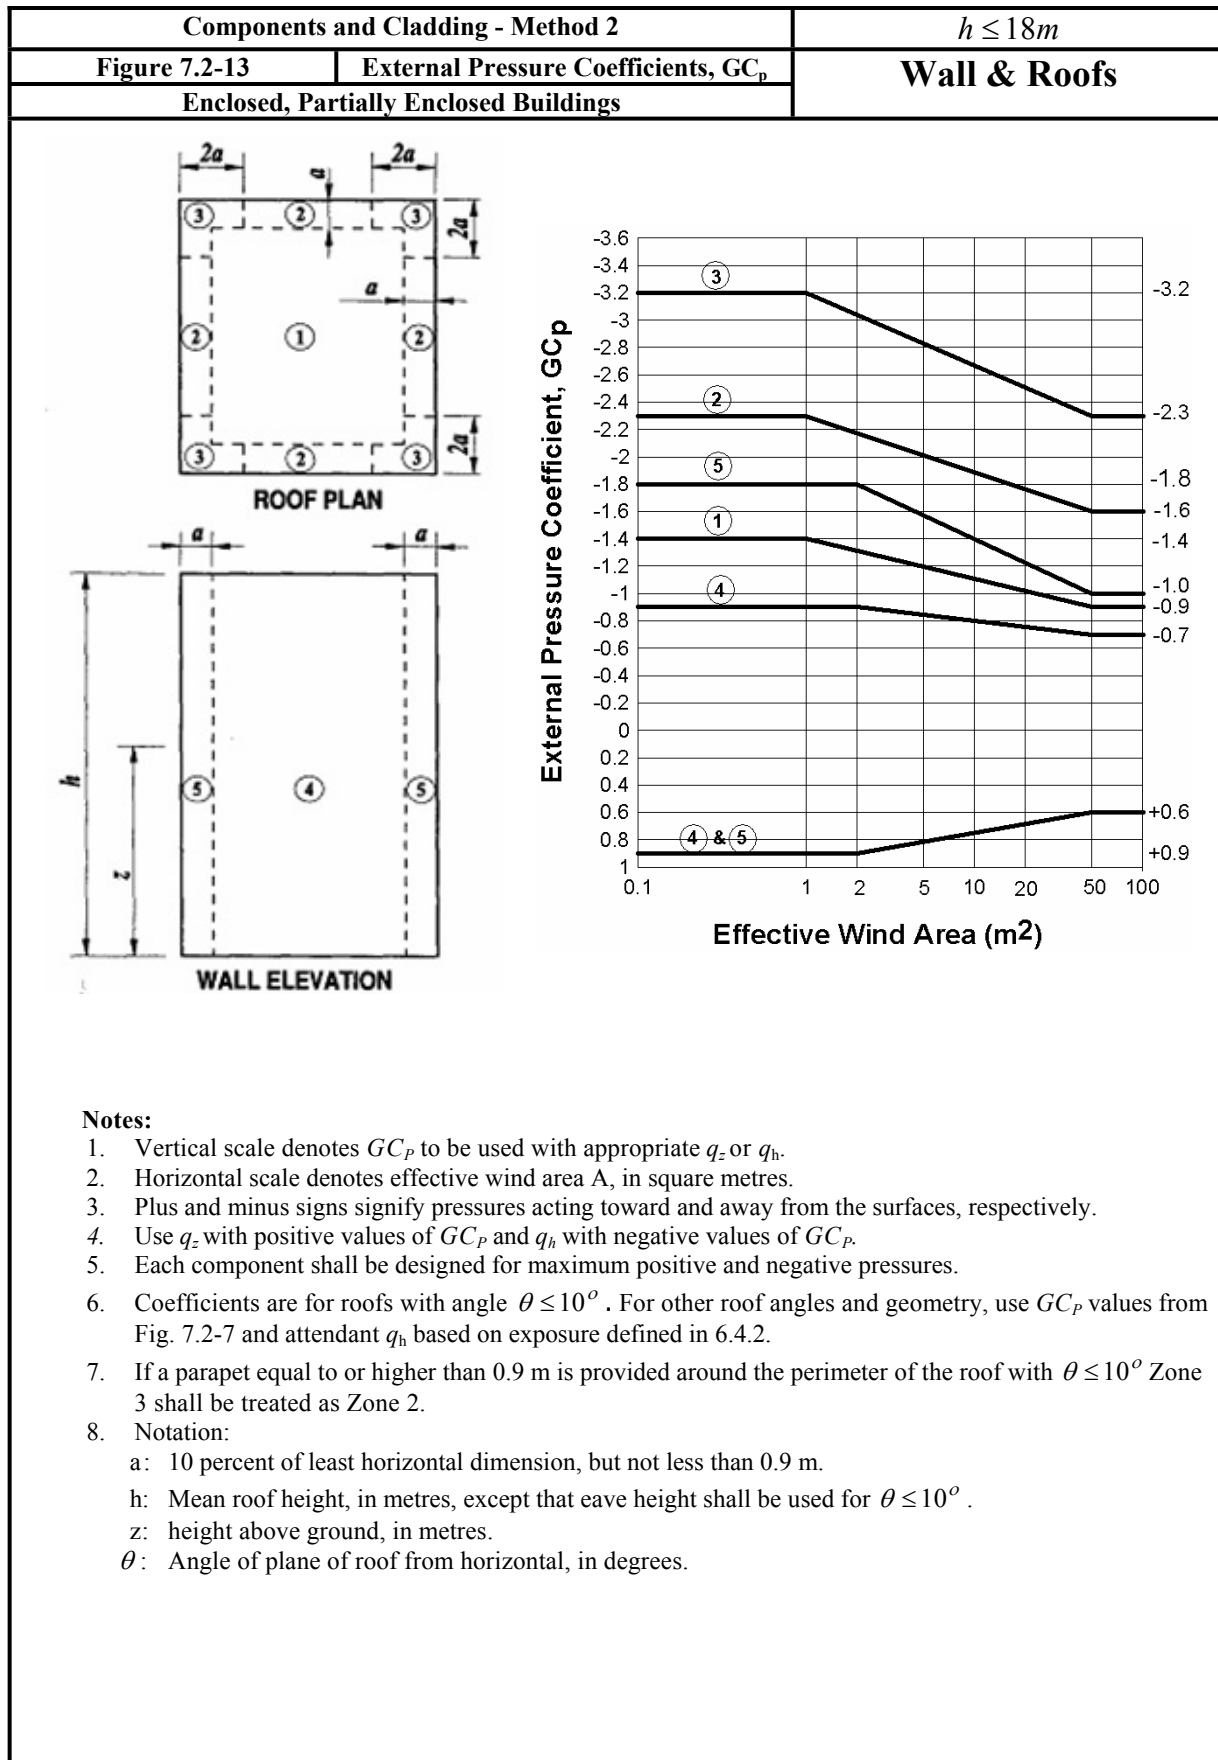 Components and Cladding - Method 2
h ≤ 18m
Figure 7.2-13
External Pressure Coefficients, GCp
Wall & Roofs
Enclosed, Partially Enclosed Buildings
2a
2a
a
3
2
3
2a
a
2
1
2
3
2
3
2a
ROOF PLAN
a
a
h
z
5
4
5
WALL ELEVATION
External Pressure Coefficient, GCp
-3.6
-3.4
-3.2
-3
-2.8
-2.6
-2.4
-2.2
-2
-1.8
-1.6
-1.4
-1.2
-1
-0.8
-0.6
-0.4
-0.2
0
0.2
0.4
0.6
0.8
1
3
2
5
1
4
4 & 5
-3.2
-2.3
-1.8
-1.6
-1.4
-1.0
-0.9
-0.7
+0.6
+0.9
0.1 1 2 5 10 20 50 100
Effective Wind Area (m2)
Notes:
1. Vertical scale denotes GCP to be used with appropriate qz or qh.
2. Horizontal scale denotes effective wind area A, in square metres.
3. Plus and minus signs signify pressures acting toward and away from the surfaces, respectively.
4. Use qz with positive values of GCP and qh with negative values of GCP.
5. Each component shall be designed for maximum positive and negative pressures.
6. Coefficients are for roofs with angle θ ≤ 10° . For other roof angles and geometry, use GCP values from
Fig. 7.2-7 and attendant qh based on exposure defined in 6.4.2.
7. If a parapet equal to or higher than 0.9 m is provided around the perimeter of the roof with θ ≤ 10° Zone
3 shall be treated as Zone 2.
8. Notation:
a: 10 percent of least horizontal dimension, but not less than 0.9 m.
h: Mean roof height, in metres, except that eave height shall be used for θ ≤ 10° .
z: height above ground, in metres.
θ : Angle of plane of roof from horizontal, in degrees.